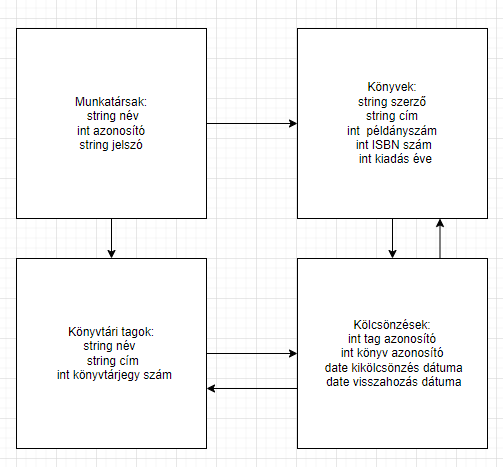 Munkatársak:
string név
int azonosító
string jelszó
Könyvek:
string szerző
string cím
int példányszám
int ISBN szám
int kiadás éve
Könyvtári tagok:
string név
string cím
int könyvtárjegy szám
Kölcsönzések:
int tag azonosító
int könyv azonosító
date kikölcsönzés dátuma
date visszahozás dátuma